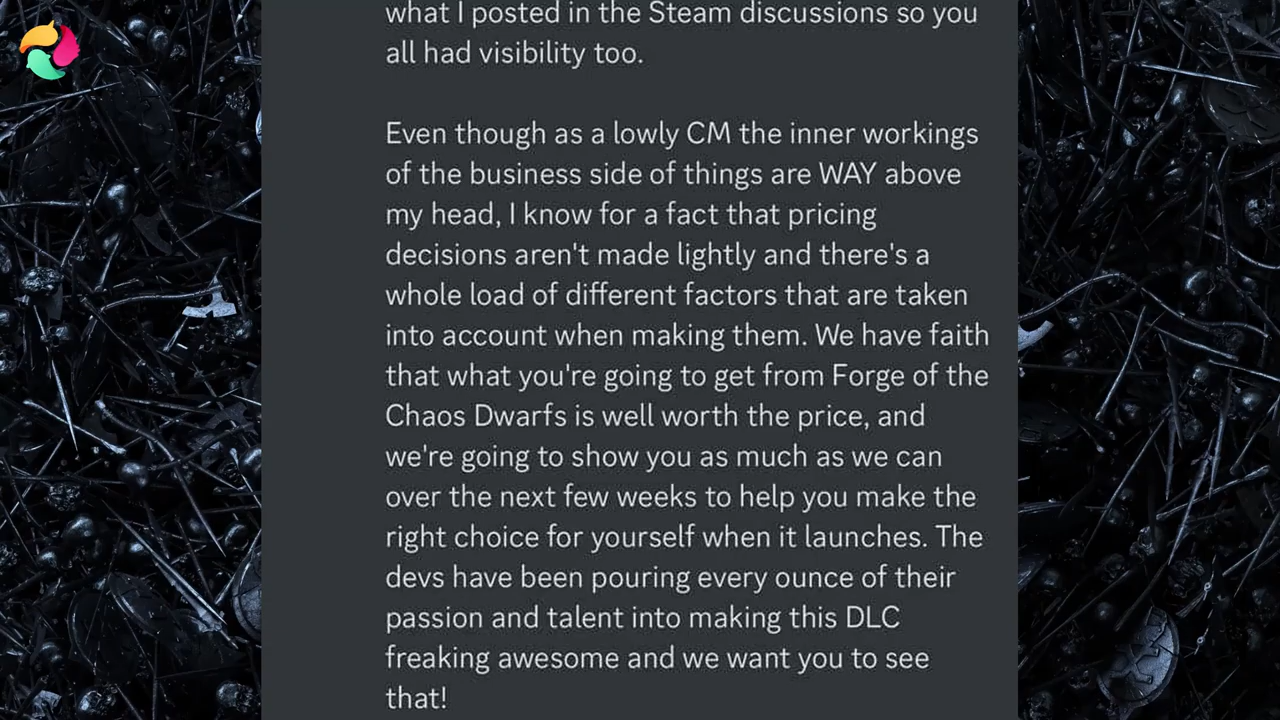 what I posted in the Steam discussions so you
all had visibility too.
Even though as a lowly CM the inner workings
of the business side of things are WAY above
my head, I know for a fact that pricing
decisions aren't made lightly and there's a
whole load of different factors that are taken
into account when making them. We have faith
that what you're going to get from Forge of the
Chaos Dwarfs is well worth the price, and
we're going to show you as much as we can
over the next few weeks to help you make the
right choice for yourself when it launches. The
devs have been pouring every ounce of their
passion and talent into making this DLC
freaking awesome and we want you to see
that!